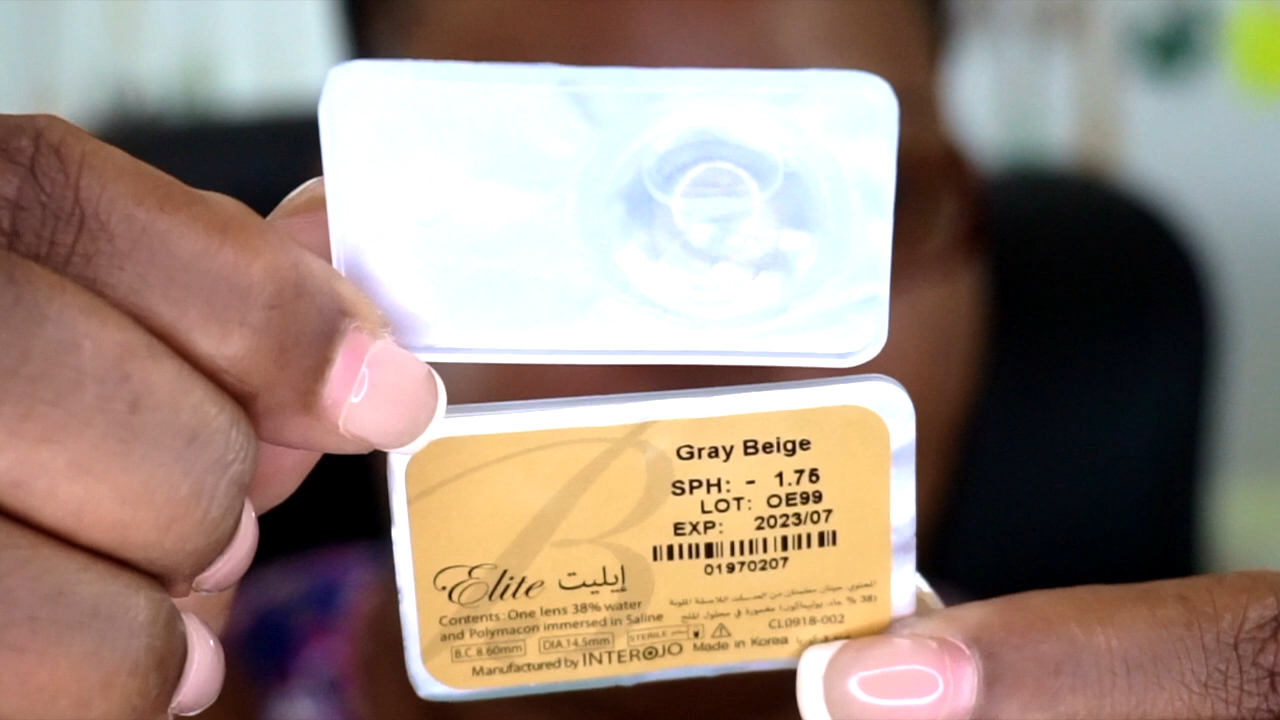 Gray Beige
SPH: - 1.75
LOT: OE99
EXP: 2023/07
01970207
Elite إيليت
Contents: One lens 38% water
and Polymacon immersed in Saline
38 %
CL0918-002
B.C 8.60mm DIA 14.5mm STERILE
Made in Korea
Manufactured by INTEROJO